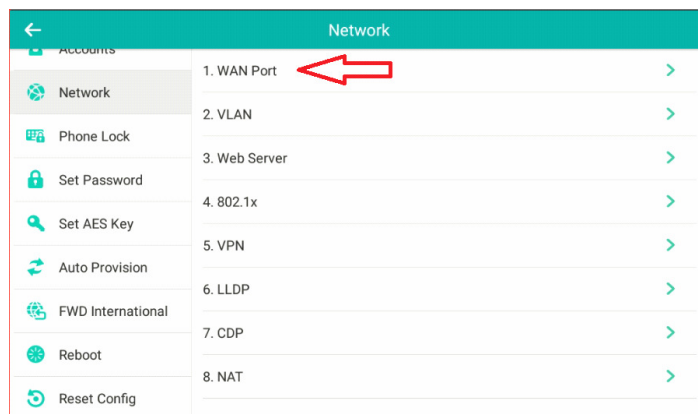 Network
Accounts
Network
Phone Lock
Set Password
Set AES Key
Auto Provision
FWD International
Reboot
Reset Config
1. WAN Port
2. VLAN
3. Web Server
4. 802.1x
5. VPN
6. LLDP
7. CDP
8. NAT